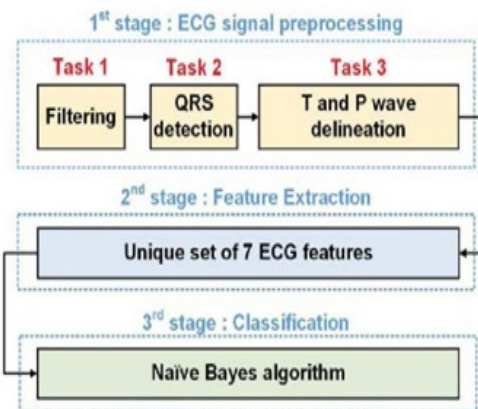 1st stage : ECG signal preprocessing
Task 1 Task 2 Task 3
Filtering
QRS
detection
T and P wave
delineation
2nd stage : Feature Extraction
Unique set of 7 ECG features
3rd stage : Classification
Naïve Bayes algorithm